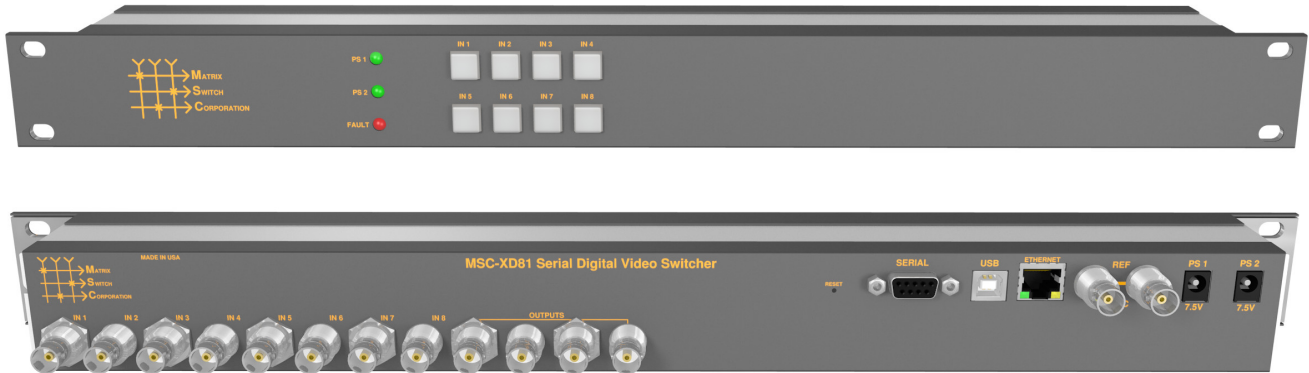 IN 1 IN 2 IN 3 IN 4
PS 1
MATRIX
SWITCH
CORPORATION
PS 2
IN 5 IN 6 IN 7 IN 8
FAULT
MADE IN USA
MSC-XD81 Serial Digital Video Switcher
SERIAL USB ETHERNET REF PS 1 PS 2
MATRIX
SWITCH
CORPORATION
RESET
7.5V 7.5V
IN 1 IN 2 IN 3 IN 4 IN 5 IN 6 IN 7 IN 8 OUTPUTS